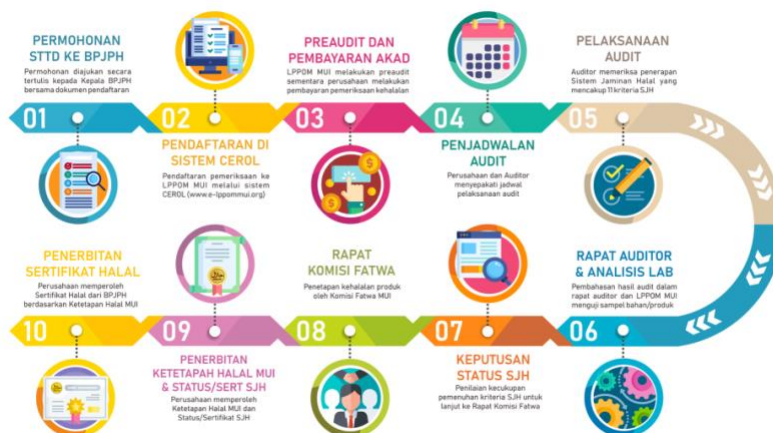 PERMOHONAN
STTD KE BPJPH
Permohonan diajukan secara
tertulis kepada Kepala BPJPH
bersama dokumen pendaftaran
01
02
PENDAFTARAN DI
SISTEM CEROL
Pendaftaran pemeriksaan ke
LPPOM MUI melalui sistem
CEROL (www.e-lppommui.org)
PREAUDIT DAN
PEMBAYARAN AKAD
LPPOM MUI melakukan preaudit
sementara perusahaan melakukan
pembayaran pemeriksaan kehalalan
03
04
PENJADWALAN
AUDIT
Perusahaan dan Auditor
menyepakati jadwal
pelaksanaan audit
PELAKSANAAN
AUDIT
Auditor memeriksa penerapan
Sistem Jaminan Halal yang
mencakup 11 kriteria SJH
05
RAPAT AUDITOR
& ANALISIS LAB
Pembahasan hasil audit dalam
rapat auditor dan LPPOM MUI
menguji sampel bahan/produk
06
07
KEPUTUSAN
STATUS SJH
Penilaian kecukupan
pemenuhan kriteria SJH untuk
lanjut ke Rapat Komisi Fatwa
RAPAT
KOMISI FATWA
Penetapan kehalalan produk
oleh Komisi Fatwa MUI
08
09
PENERBITAN
KETETAPAH HALAL MUI
& STATUS/SERT SJH
Perusahaan memperoleh
Ketetapan Halal MUI dan
Status/Sertifikat SJH
PENERBITAN
SERTIFIKAT HALAL
Perusahaan memperoleh
Sertifikat Halal dari BPJPH
berdasarkan Ketetapan Halal MUI
10